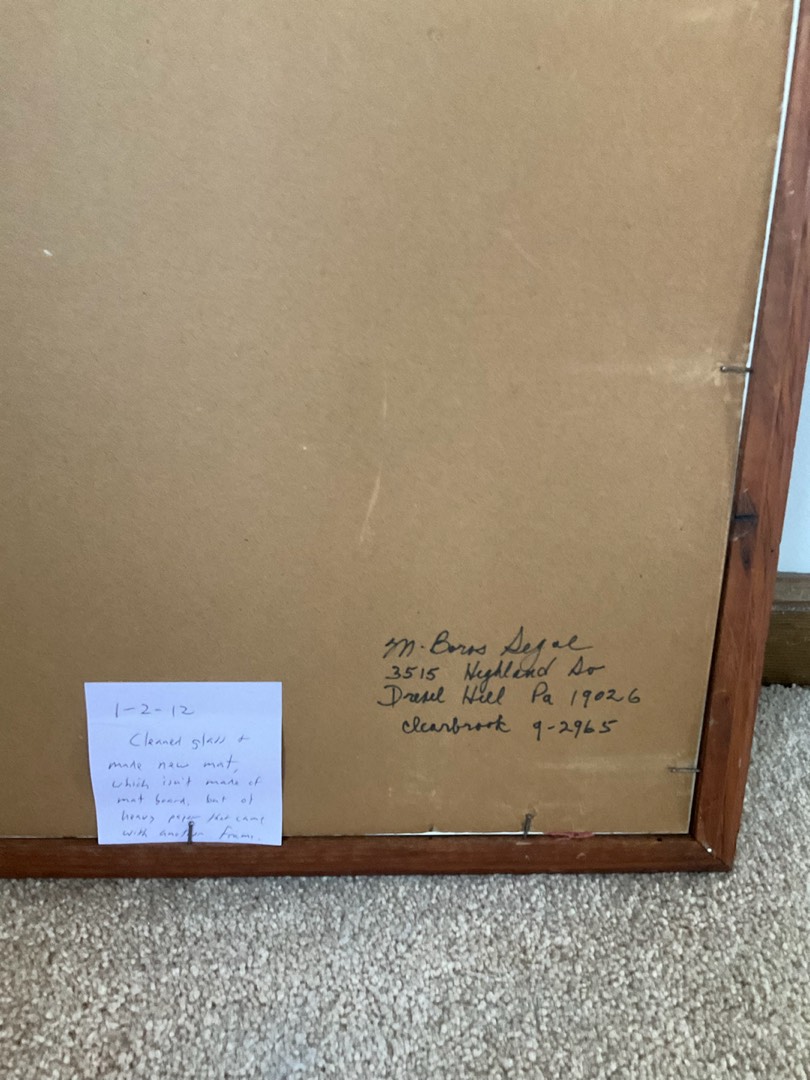 M. Boros Segal
3515 Highland Av
Drexel Hill Pa 19026
Clearbrook 9-2965
1-2-12
Cleaned glass +
made new mat,
which isn't made of
mat board, but of
heavy paper that came
with another frame.